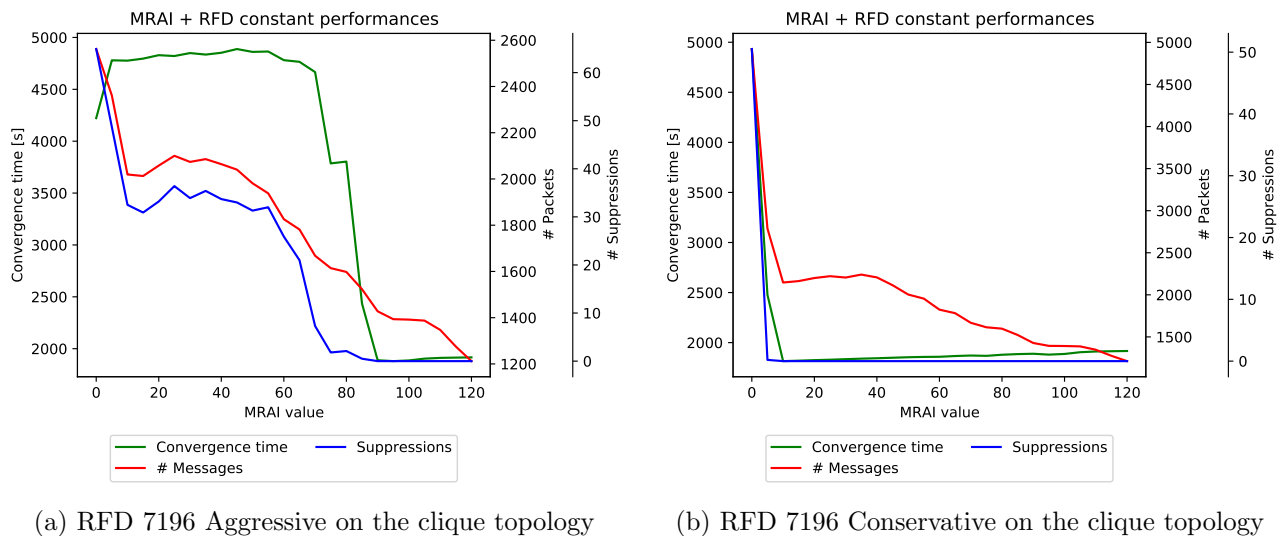 MRAI + RFD constant performances
5000
4500
4000
3500
3000
2500
2000
Convergence time [s]
2600
2400
2200
2000
1800
1600
1400
1200
# Packets
60
50
40
30
20
10
0
# Suppressions
0 20 40 60 80 100 120
MRAI value
Convergence time Suppressions
# Messages
(a) RFD 7196 Aggressive on the clique topology
MRAI + RFD constant performances
5000
4500
4000
3500
3000
2500
2000
Convergence time [s]
5000
4500
4000
3500
3000
2500
2000
1500
# Packets
50
40
30
20
10
0
# Suppressions
0 20 40 60 80 100 120
MRAI value
Convergence time Suppressions
# Messages
(b) RFD 7196 Conservative on the clique topology